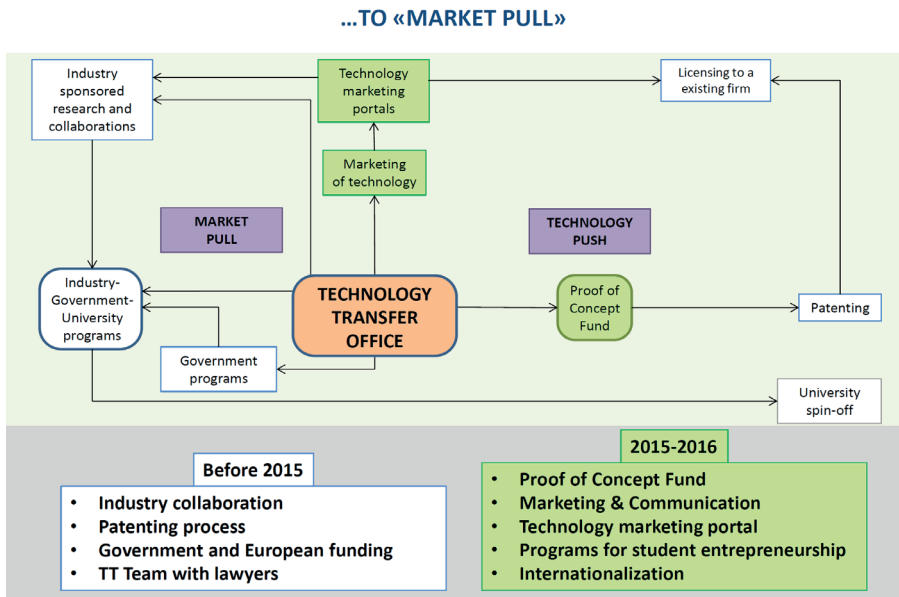 ...TO «MARKET PULL»
Industry
sponsored
research and
collaborations
Technology
marketing
portals
Licensing to a
existing firm
Marketing
of technology
MARKET
PULL
TECHNOLOGY
PUSH
Industry-
Government-
University
programs
TECHNOLOGY
TRANSFER
OFFICE
Proof of
Concept
Fund
Patenting
Government
programs
University
spin-off
Before 2015
• Industry collaboration
• Patenting process
• Government and European funding
• TT Team with lawyers
2015-2016
• Proof of Concept Fund
• Marketing & Communication
• Technology marketing portal
• Programs for student entrepreneurship
• Internationalization